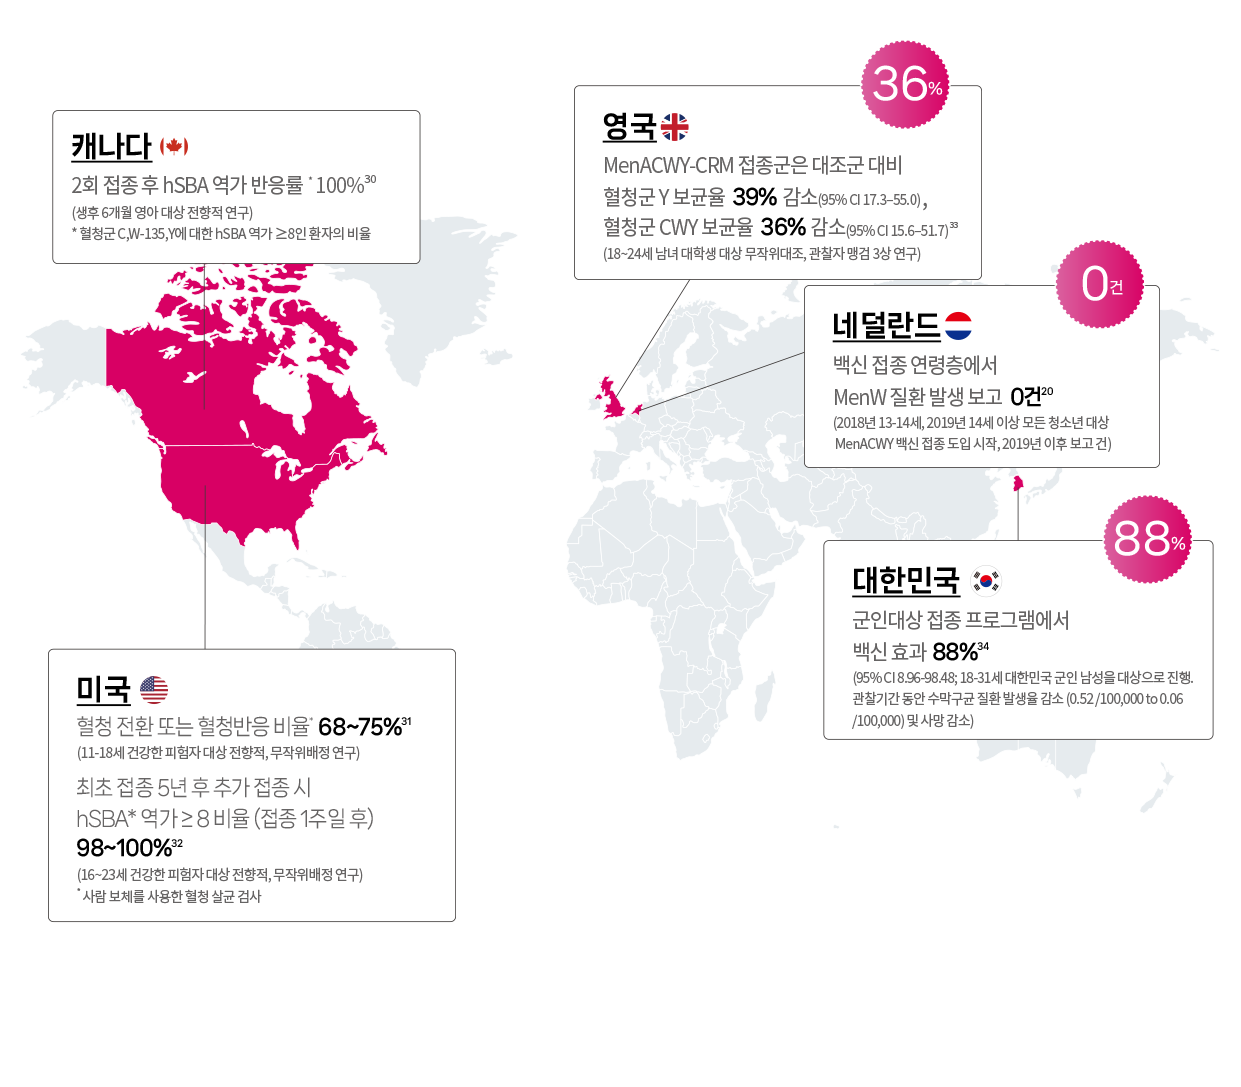 캐나다
2회 접종 후 hSBA 역가 반응률 * 100%30
(생후 6개월 영아 대상 전향적 연구)
* 혈청군 C,W-135,Y에 대한 hSBA 역가 ≥8인 환자의 비율
36%
영국
MenACWY-CRM 접종군은 대조군 대비
혈청군 Y 보균율 39% 감소(95% CI 17.3–55.0),
혈청군 CWY 보균율 36% 감소(95% CI 15.6–51.7)33
(18~24세 남녀 대학생 대상 무작위대조, 관찰자 맹검 3상 연구)
0건
네덜란드
백신 접종 연령층에서
MenW 질환 발생 보고 0건20
(2018년 13-14세, 2019년 14세 이상 모든 청소년 대상
MenACWY 백신 접종 도입 시작, 2019년 이후 보고 건)
88%
대한민국
군인대상 접종 프로그램에서
백신 효과 88%34
(95% CI 8.96-98.48; 18-31세 대한민국 군인 남성을 대상으로 진행.
관찰기간 동안 수막구균 질환 발생율 감소 (0.52 /100,000 to 0.06
/100,000) 및 사망 감소)
미국
혈청 전환 또는 혈청반응 비율* 68~75%31
(11-18세 건강한 피험자 대상 전향적, 무작위배정 연구)
최초 접종 5년 후 추가 접종 시
hSBA* 역가 ≥ 8 비율 (접종 1주일 후)
98~100%32
(16~23세 건강한 피험자 대상 전향적, 무작위배정 연구)
* 사람 보체를 사용한 혈청 살균 검사